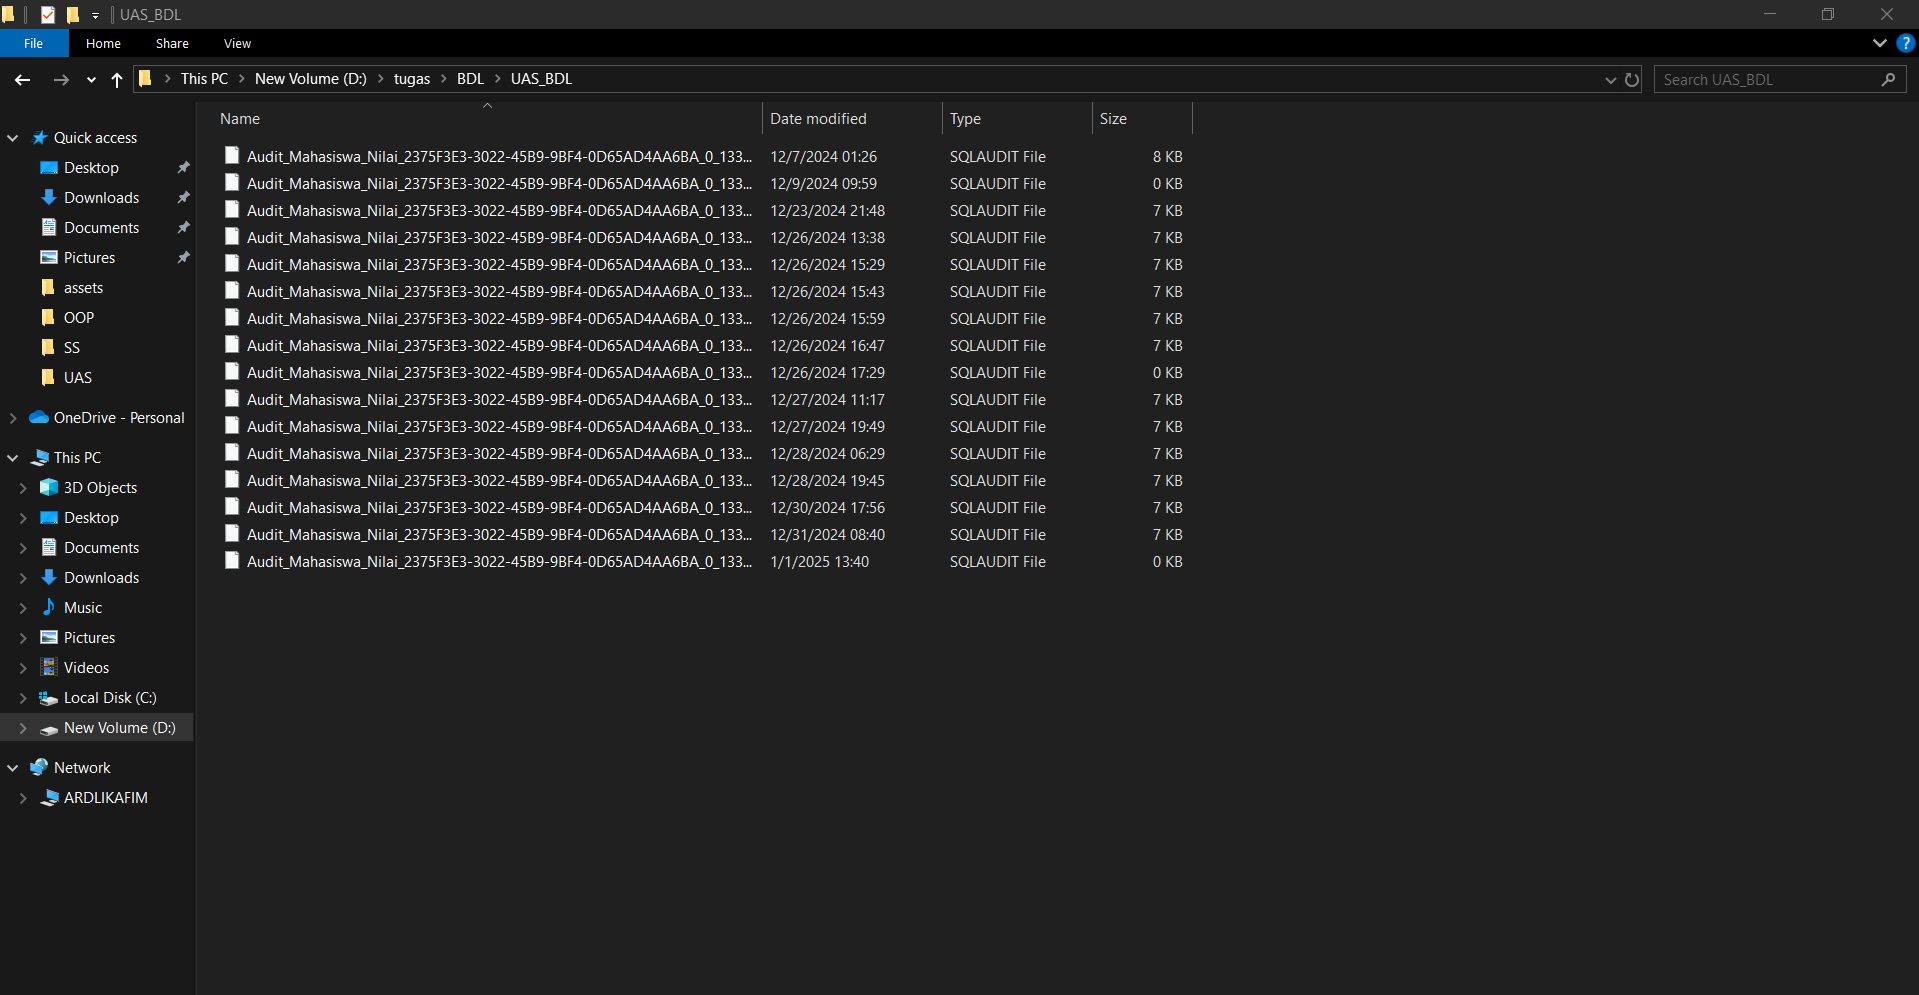 UAS_BDL
File Home Share View
This PC New Volume (D:) tugas BDL UAS_BDL
Search UAS_BDL
Name Date modified Type Size
Quick access
Desktop
Downloads
Documents
Pictures
assets
OOP
SS
UAS
OneDrive - Personal
This PC
3D Objects
Desktop
Documents
Downloads
Music
Pictures
Videos
Local Disk (C:)
New Volume (D:)
Network
ARDLIKAFIM
Audit_Mahasiswa_Nilai_2375F3E3-3022-45B9-9BF4-0D65AD4AA6BA_0_133... 12/7/2024 01:26 SQLAUDIT File 8 KB
Audit_Mahasiswa_Nilai_2375F3E3-3022-45B9-9BF4-0D65AD4AA6BA_0_133... 12/9/2024 09:59 SQLAUDIT File 0 KB
Audit_Mahasiswa_Nilai_2375F3E3-3022-45B9-9BF4-0D65AD4AA6BA_0_133... 12/23/2024 21:48 SQLAUDIT File 7 KB
Audit_Mahasiswa_Nilai_2375F3E3-3022-45B9-9BF4-0D65AD4AA6BA_0_133... 12/26/2024 13:38 SQLAUDIT File 7 KB
Audit_Mahasiswa_Nilai_2375F3E3-3022-45B9-9BF4-0D65AD4AA6BA_0_133... 12/26/2024 15:29 SQLAUDIT File 7 KB
Audit_Mahasiswa_Nilai_2375F3E3-3022-45B9-9BF4-0D65AD4AA6BA_0_133... 12/26/2024 15:43 SQLAUDIT File 7 KB
Audit_Mahasiswa_Nilai_2375F3E3-3022-45B9-9BF4-0D65AD4AA6BA_0_133... 12/26/2024 15:59 SQLAUDIT File 7 KB
Audit_Mahasiswa_Nilai_2375F3E3-3022-45B9-9BF4-0D65AD4AA6BA_0_133... 12/26/2024 16:47 SQLAUDIT File 7 KB
Audit_Mahasiswa_Nilai_2375F3E3-3022-45B9-9BF4-0D65AD4AA6BA_0_133... 12/26/2024 17:29 SQLAUDIT File 0 KB
Audit_Mahasiswa_Nilai_2375F3E3-3022-45B9-9BF4-0D65AD4AA6BA_0_133... 12/27/2024 11:17 SQLAUDIT File 7 KB
Audit_Mahasiswa_Nilai_2375F3E3-3022-45B9-9BF4-0D65AD4AA6BA_0_133... 12/27/2024 19:49 SQLAUDIT File 7 KB
Audit_Mahasiswa_Nilai_2375F3E3-3022-45B9-9BF4-0D65AD4AA6BA_0_133... 12/28/2024 06:29 SQLAUDIT File 7 KB
Audit_Mahasiswa_Nilai_2375F3E3-3022-45B9-9BF4-0D65AD4AA6BA_0_133... 12/28/2024 19:45 SQLAUDIT File 7 KB
Audit_Mahasiswa_Nilai_2375F3E3-3022-45B9-9BF4-0D65AD4AA6BA_0_133... 12/30/2024 17:56 SQLAUDIT File 7 KB
Audit_Mahasiswa_Nilai_2375F3E3-3022-45B9-9BF4-0D65AD4AA6BA_0_133... 12/31/2024 08:40 SQLAUDIT File 7 KB
Audit_Mahasiswa_Nilai_2375F3E3-3022-45B9-9BF4-0D65AD4AA6BA_0_133... 1/1/2025 13:40 SQLAUDIT File 0 KB